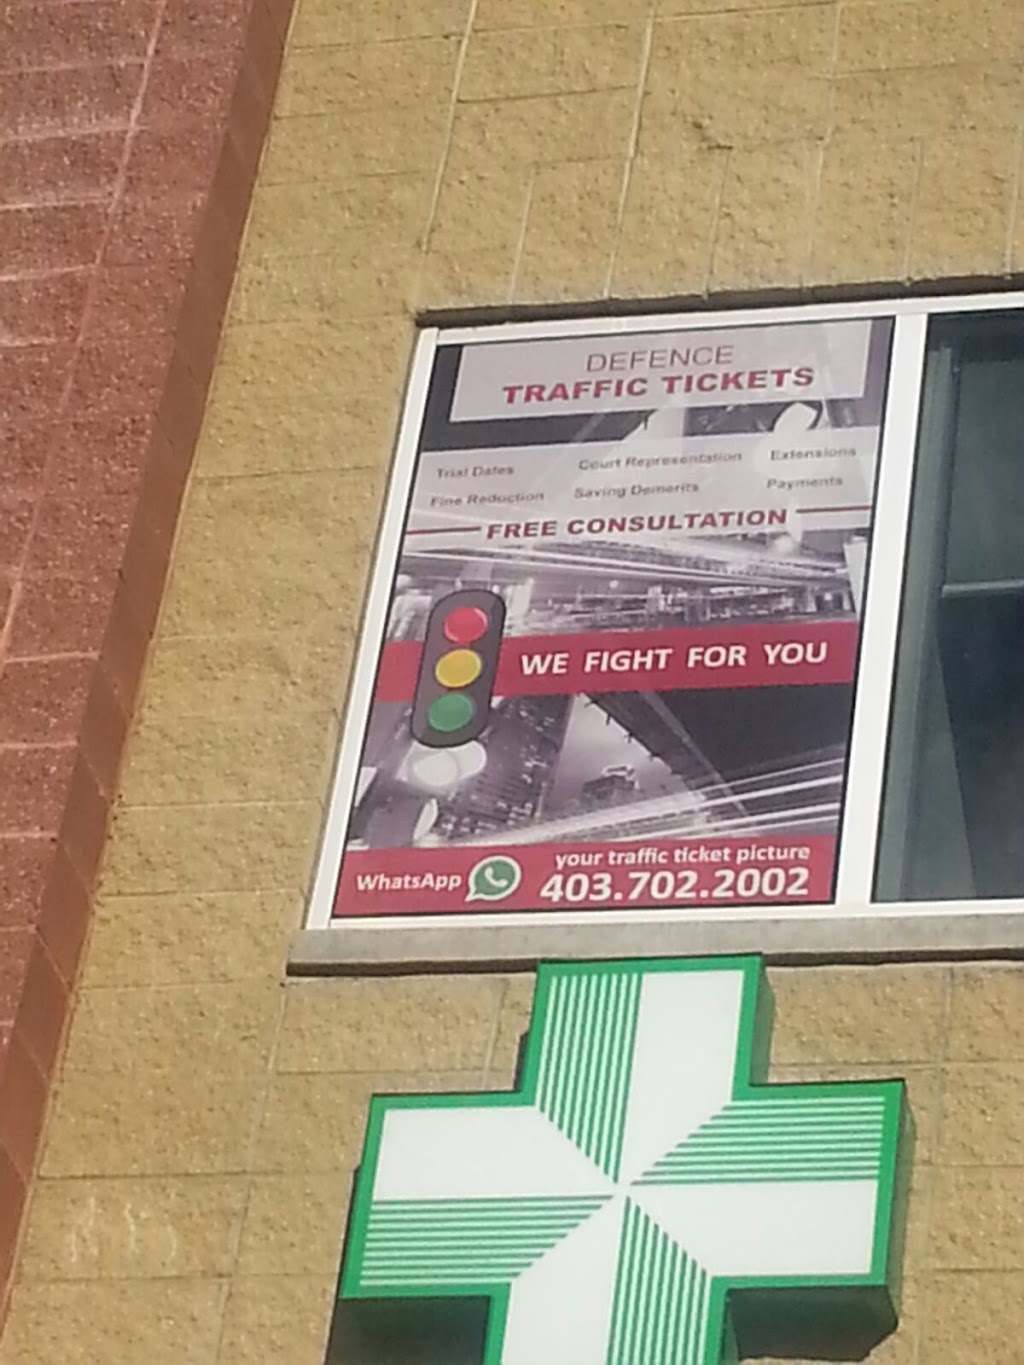 DEFENCE
TRAFFIC TICKETS
Trial Dates Court Representation Extensions
Fine Reduction Saving Demerits Payments
FREE CONSULTATION
WE FIGHT FOR YOU
your traffic ticket picture
WhatsApp 403.702.2002